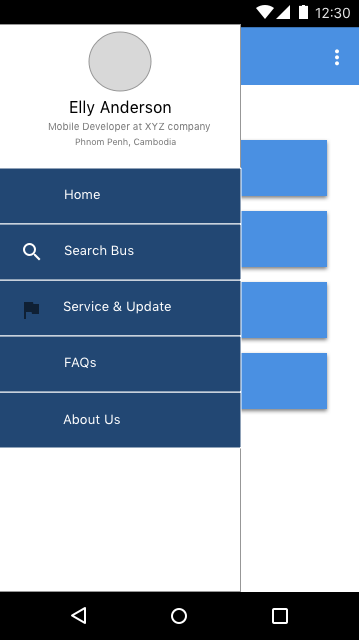 12:30
Elly Anderson
Mobile Developer at XYZ company
Phnom Penh, Cambodia
Home
Search Bus
Service & Update
FAQs
About Us